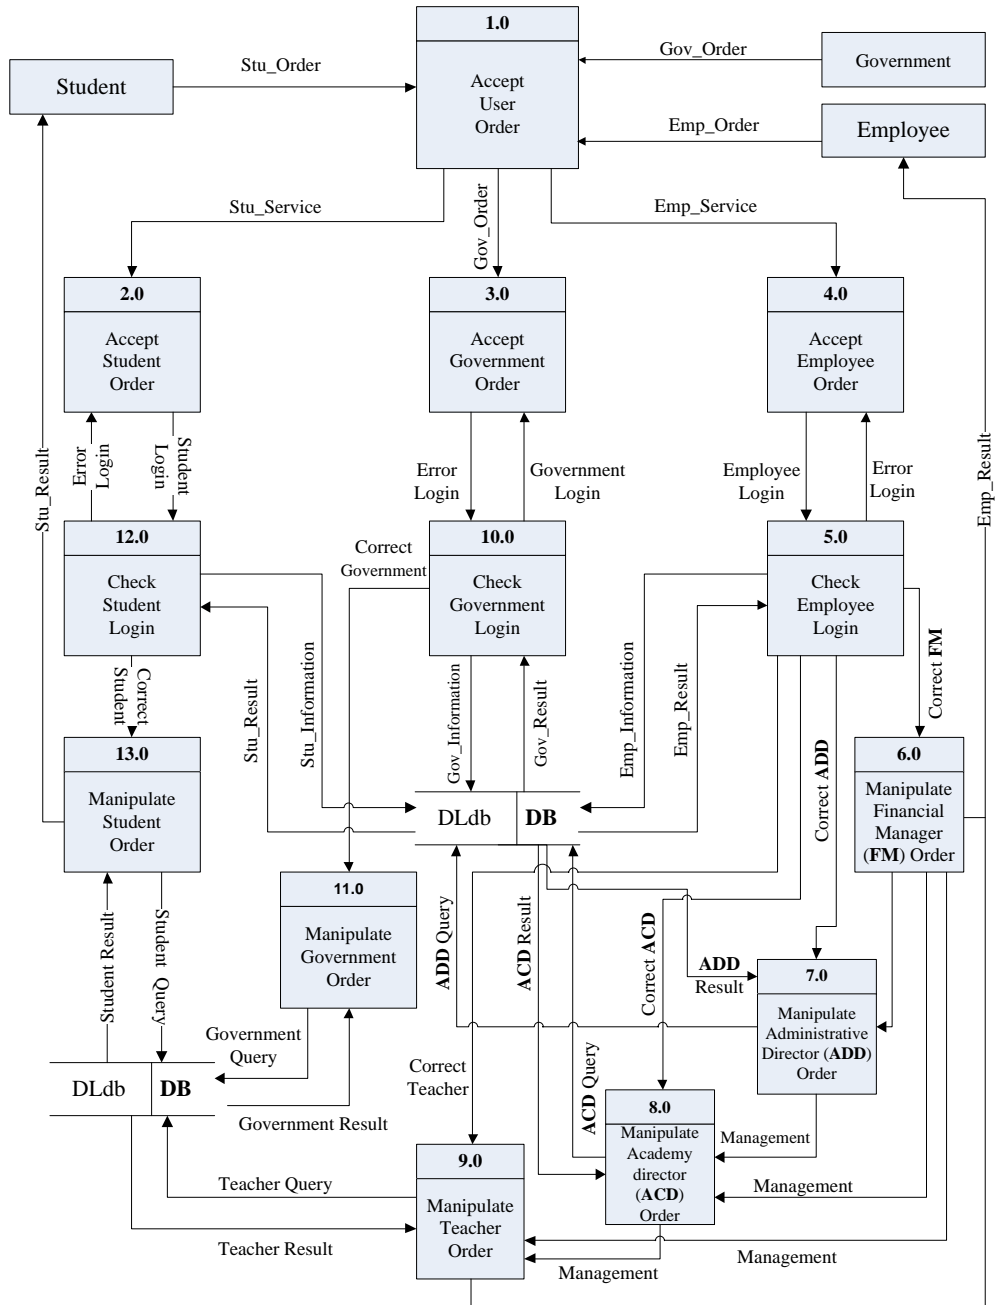 1.0
Accept
User
Order
Student
Stu_Order
Gov_Order
Government
Emp_Order
Employee
Stu_Service
Gov_Order
Emp_Service
2.0
Accept
Student
Order
3.0
Accept
Government
Order
4.0
Accept
Employee
Order
Stu_Result
Error
Login
Student
Login
Error
Login
Government
Login
Employee
Login
Error
Login
Emp_Result
12.0
Check
Student
Login
Correct
Government
10.0
Check
Government
Login
5.0
Check
Employee
Login
Correct
Student
Stu_Result
Stu_Information
Gov_Information
Gov_Result
Emp_Information
Emp_Result
Correct ADD
Correct FM
13.0
Manipulate
Student
Order
DLdb
DB
6.0
Manipulate
Financial
Manager
(FM) Order
Student Result
Student Query
11.0
Manipulate
Government
Order
ADD Query
ACD Result
Correct ACD
ADD
Result
7.0
Manipulate
Administrative
Director (ADD)
Order
Government
Query
DLdb
DB
Government Result
Correct
Teacher
ACD Query
8.0
Manipulate
Academy
director
(ACD)
Order
Management
Management
Teacher Query
9.0
Manipulate
Teacher
Order
Teacher Result
Management
Management